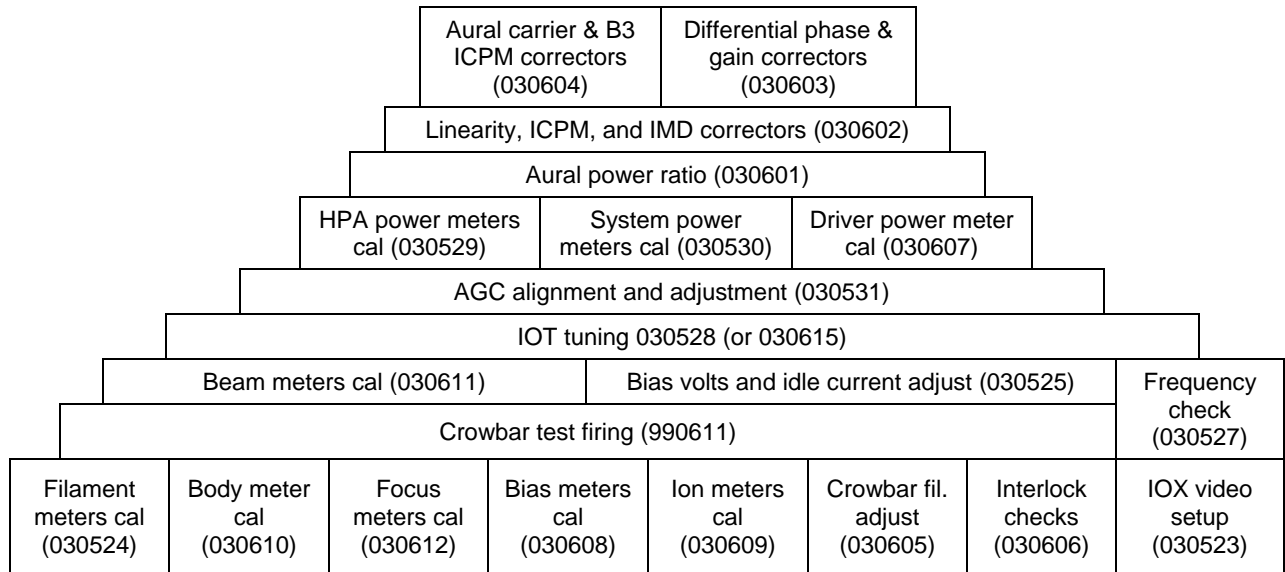 Aural carrier & B3
ICPM correctors
(030604)
Differential phase &
gain correctors
(030603)
Linearity, ICPM, and IMD correctors (030602)
Aural power ratio (030601)
HPA power meters
cal (030529)
System power
meters cal (030530)
Driver power meter
cal (030607)
AGC alignment and adjustment (030531)
IOT tuning 030528 (or 030615)
Beam meters cal (030611)
Bias volts and idle current adjust (030525)
Frequency
check
(030527)
Crowbar test firing (990611)
Filament
meters cal
(030524)
Body meter
cal
(030610)
Focus
meters cal
(030612)
Bias meters
cal
(030608)
Ion meters
cal
(030609)
Crowbar fil.
adjust
(030605)
Interlock
checks
(030606)
IOX video
setup
(030523)